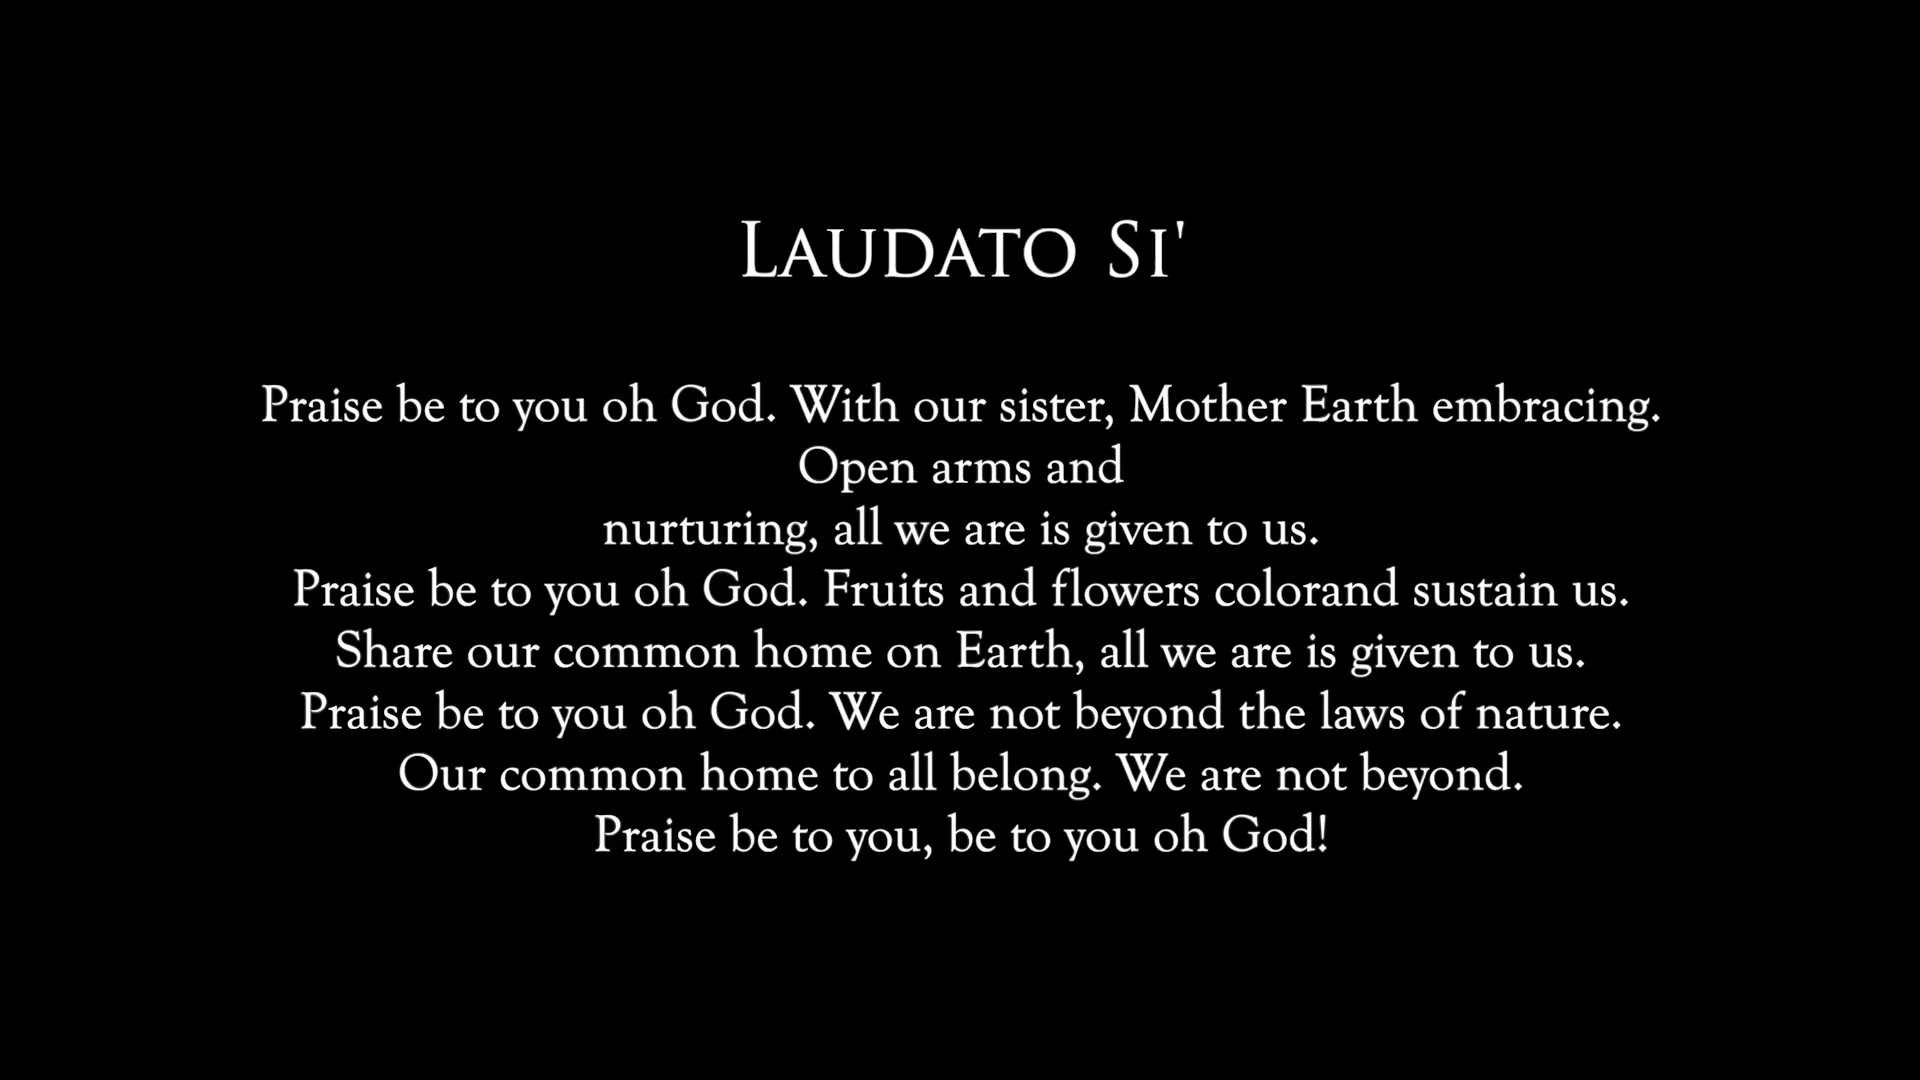 Laudato Si'
Praise be to you oh God. With our sister, Mother Earth embracing.
Open arms and
nurturing, all we are is given to us.
Praise be to you oh God. Fruits and flowers colorand sustain us.
Share our common home on Earth, all we are is given to us.
Praise be to you oh God. We are not beyond the laws of nature.
Our common home to all belong. We are not beyond.
Praise be to you, be to you oh God!